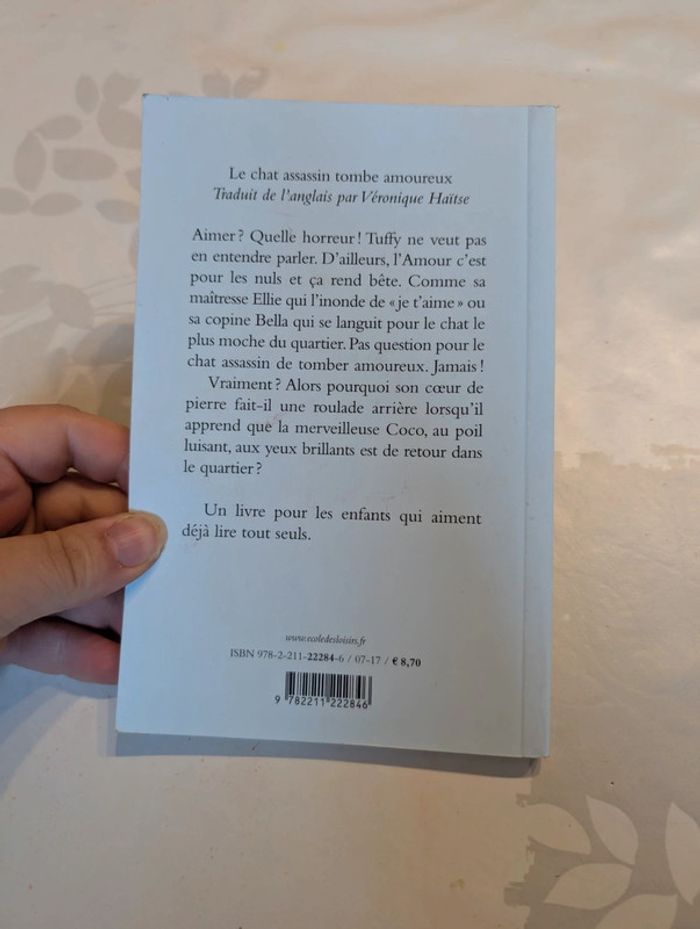 Le chat assassin tombe amoureux
Traduit de l'anglais par Véronique Haïtse
Aimer ? Quelle horreur ! Tuffy ne veut pas
en entendre parler. D'ailleurs, l'Amour c'est
pour les nuls et ça rend bête. Comme sa
maîtresse Ellie qui l'inonde de «je t'aime» ou
sa copine Bella qui se languit pour le chat le
plus moche du quartier. Pas question pour le
chat assassin de tomber amoureux. Jamais !
Vraiment ? Alors pourquoi son cœur de
pierre fait-il une roulade arrière lorsqu'il
apprend que la merveilleuse Coco, au poil
luisant, aux yeux brillants est de retour dans
le quartier ?
Un livre pour les enfants qui aiment
déjà lire tout seuls.
www.ecoledesloisirs.fr
ISBN 978-2-211-22284-6 / 07-17 / € 8,70
9 782211 222846